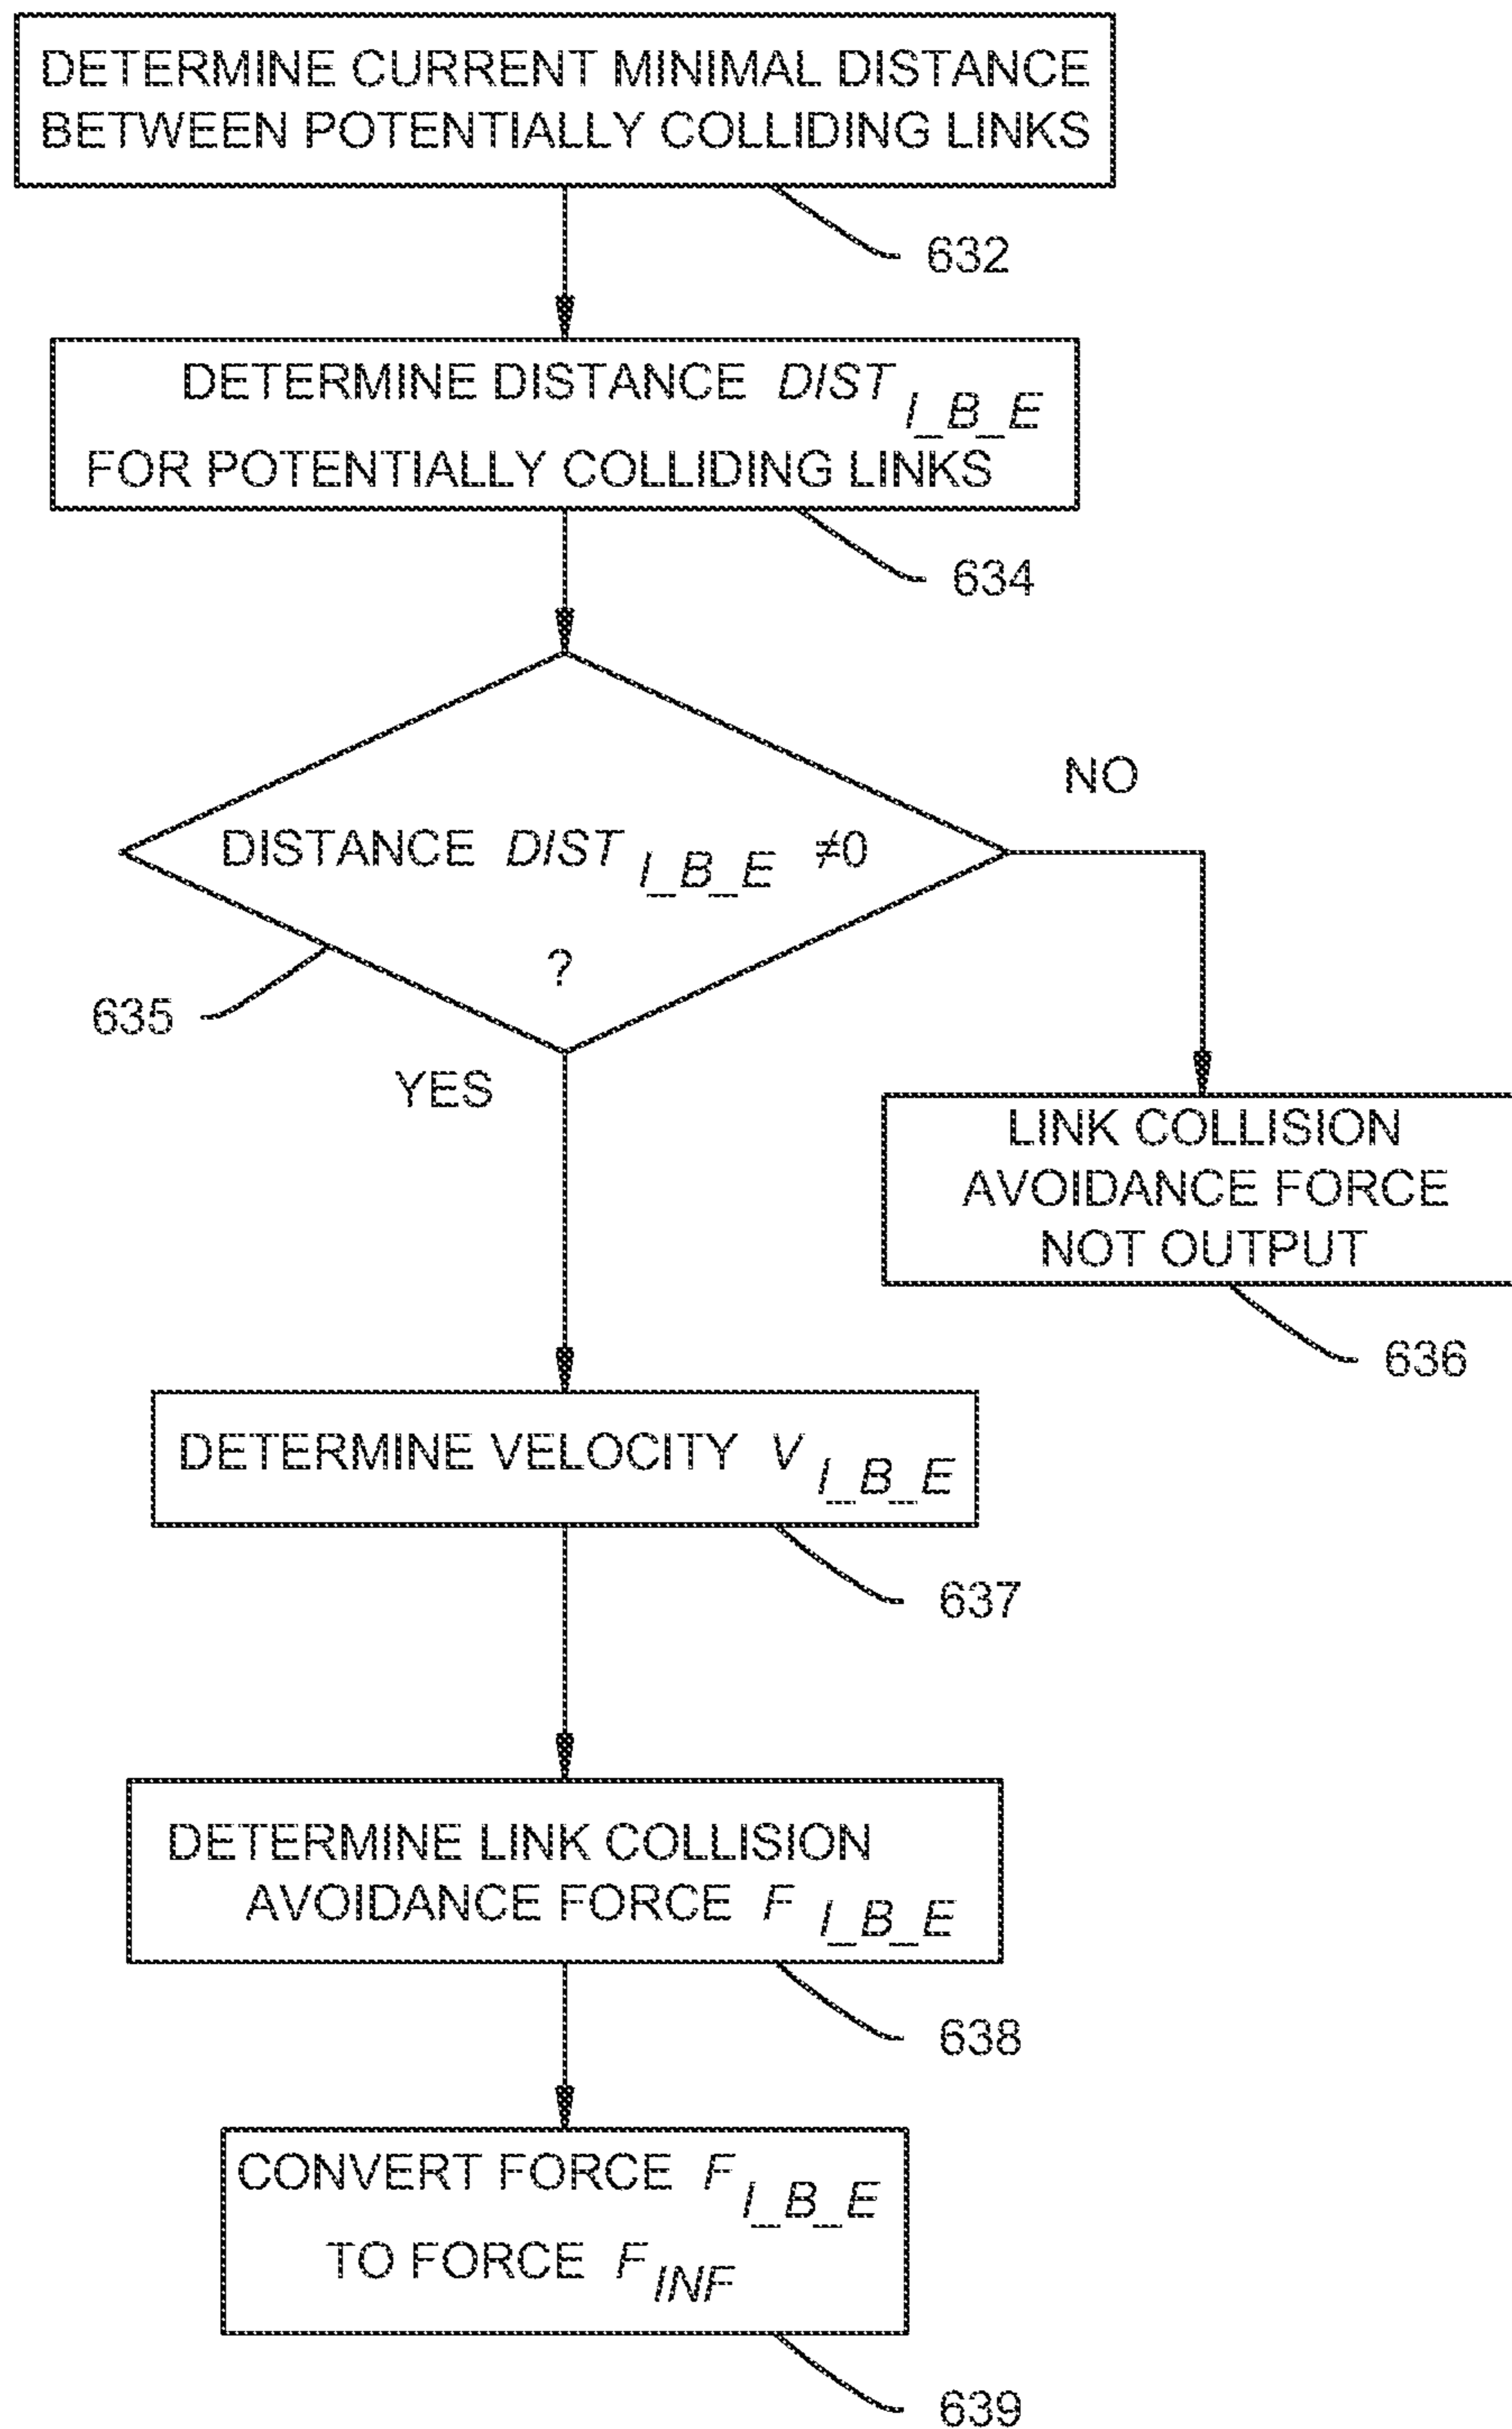 DETERMINE CURRENT MINIMAL DISTANCE
BETWEEN POTENTIALLY COLLIDING LINKS
632
DETERMINE DISTANCE DIST I_B_E
FOR POTENTIALLY COLLIDING LINKS
634
NO
DISTANCE DIST I_B_E ≠0
?
635
YES
LINK COLLISION
AVOIDANCE FORCE
NOT OUTPUT
636
DETERMINE VELOCITY V I_B_E
637
DETERMINE LINK COLLISION
AVOIDANCE FORCE F I_B_E
638
CONVERT FORCE F I_B_E
TO FORCE F INF
639